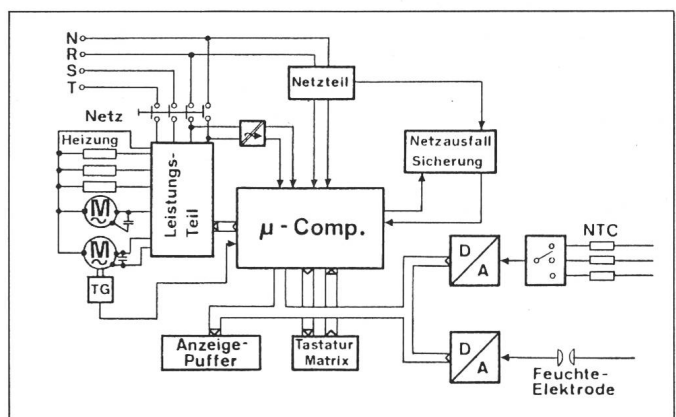 N
R
S
T
Netz
Heizung
Netzteil
Netzausfall
Sicherung
Leistungs-
Teil
µ - Comp.
M
M
TG
NTC
D
A
D
A
Anzeige-
Puffer
Tastatur
Matrix
Feuchte-
Elektrode